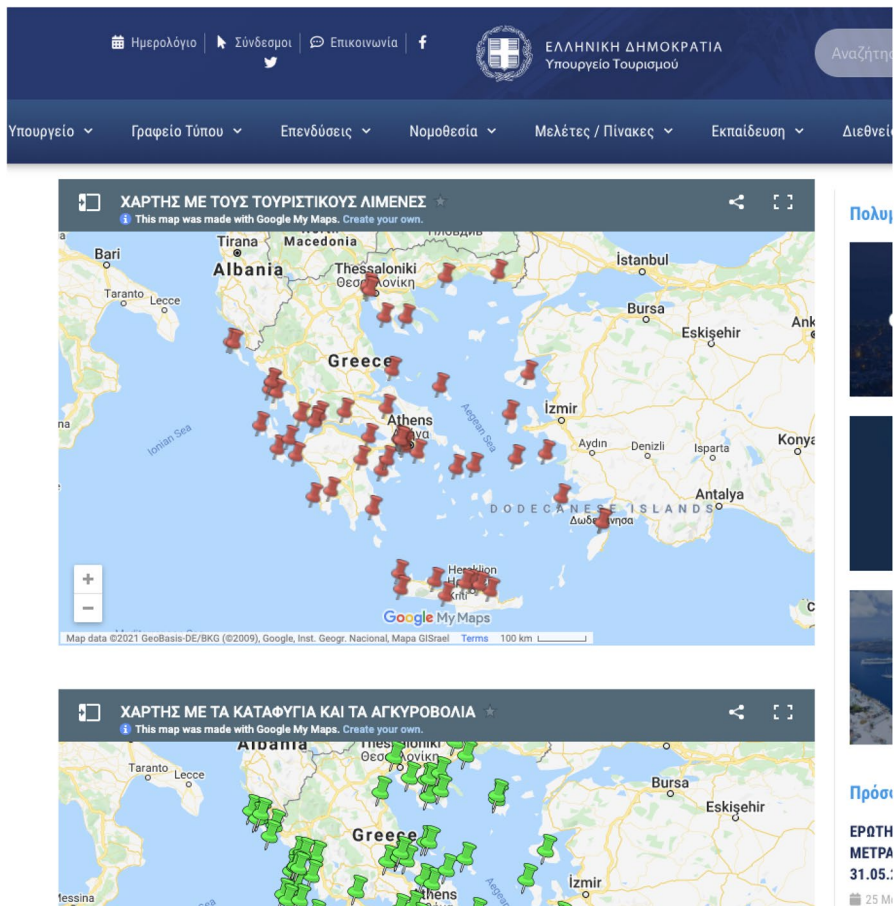 Ημερολόγιο
Σύνδεσμοι
Επικοινωνία
ΕΛΛΗΝΙΚΗ ΔΗΜΟΚΡΑΤΙΑ
Υπουργείο Τουρισμού
Υπουργείο
Γραφείο Τύπου
Επενδύσεις
Νομοθεσία
Μελέτες / Πίνακες
Εκπαίδευση
ΧΑΡΤΗΣ ΜΕ ΤΟΥΣ ΤΟΥΡΙΣΤΙΚΟΥΣ ΛΙΜΕΝΕΣ
This map was made with Google My Maps. Create your own.
Tirana
Macedonia
Bari
Albania
Thessaloniki
İstanbul
Taranto
Lecce
Bursa
Eskişehir
Greece
Athens
İzmir
Aegean Sea
Ionian Sea
Aydın
Denizli
Isparta
Konya
Antalya
DODECANESE ISLANDS
Google My Maps
Map data ©2021 GeoBasis-DE/BKG (©2009), Google, Inst. Geogr. Nacional, Mapa GISrael Terms 100 km
ΧΑΡΤΗΣ ΜΕ ΤΑ ΚΑΤΑΦΥΓΙΑ ΚΑΙ ΤΑ ΑΓΚΥΡΟΒΟΛΙΑ
This map was made with Google My Maps. Create your own.
Albania
Taranto
Lecce
Bursa
Eskişehir
Greece
İzmir
31.05.